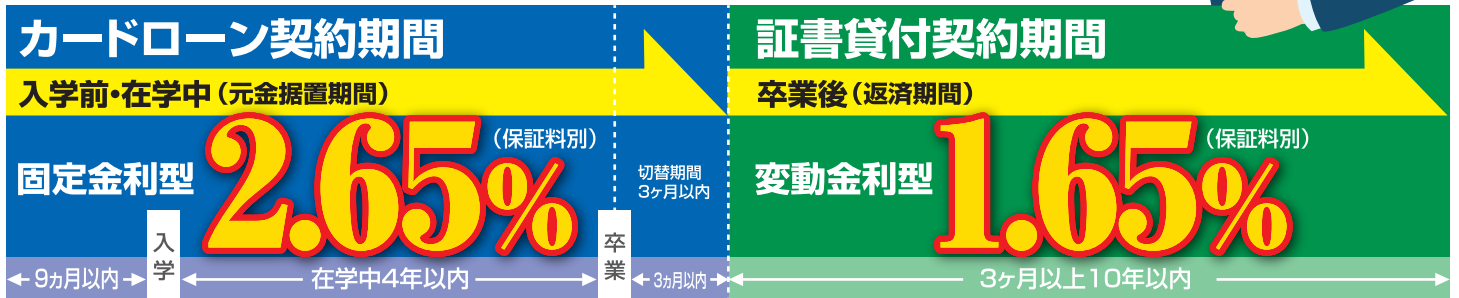 カードローン契約期間
入学前・在学中（元金据置期間）
固定金利型 2.65%（保証料別）
切替期間
3ヶ月以内
入学
卒業
9ヵ月以内
在学中4年以内
3ヵ月以内
証書貸付契約期間
卒業後（返済期間）
変動金利型 1.65%（保証料別）
3ヶ月以上10年以内